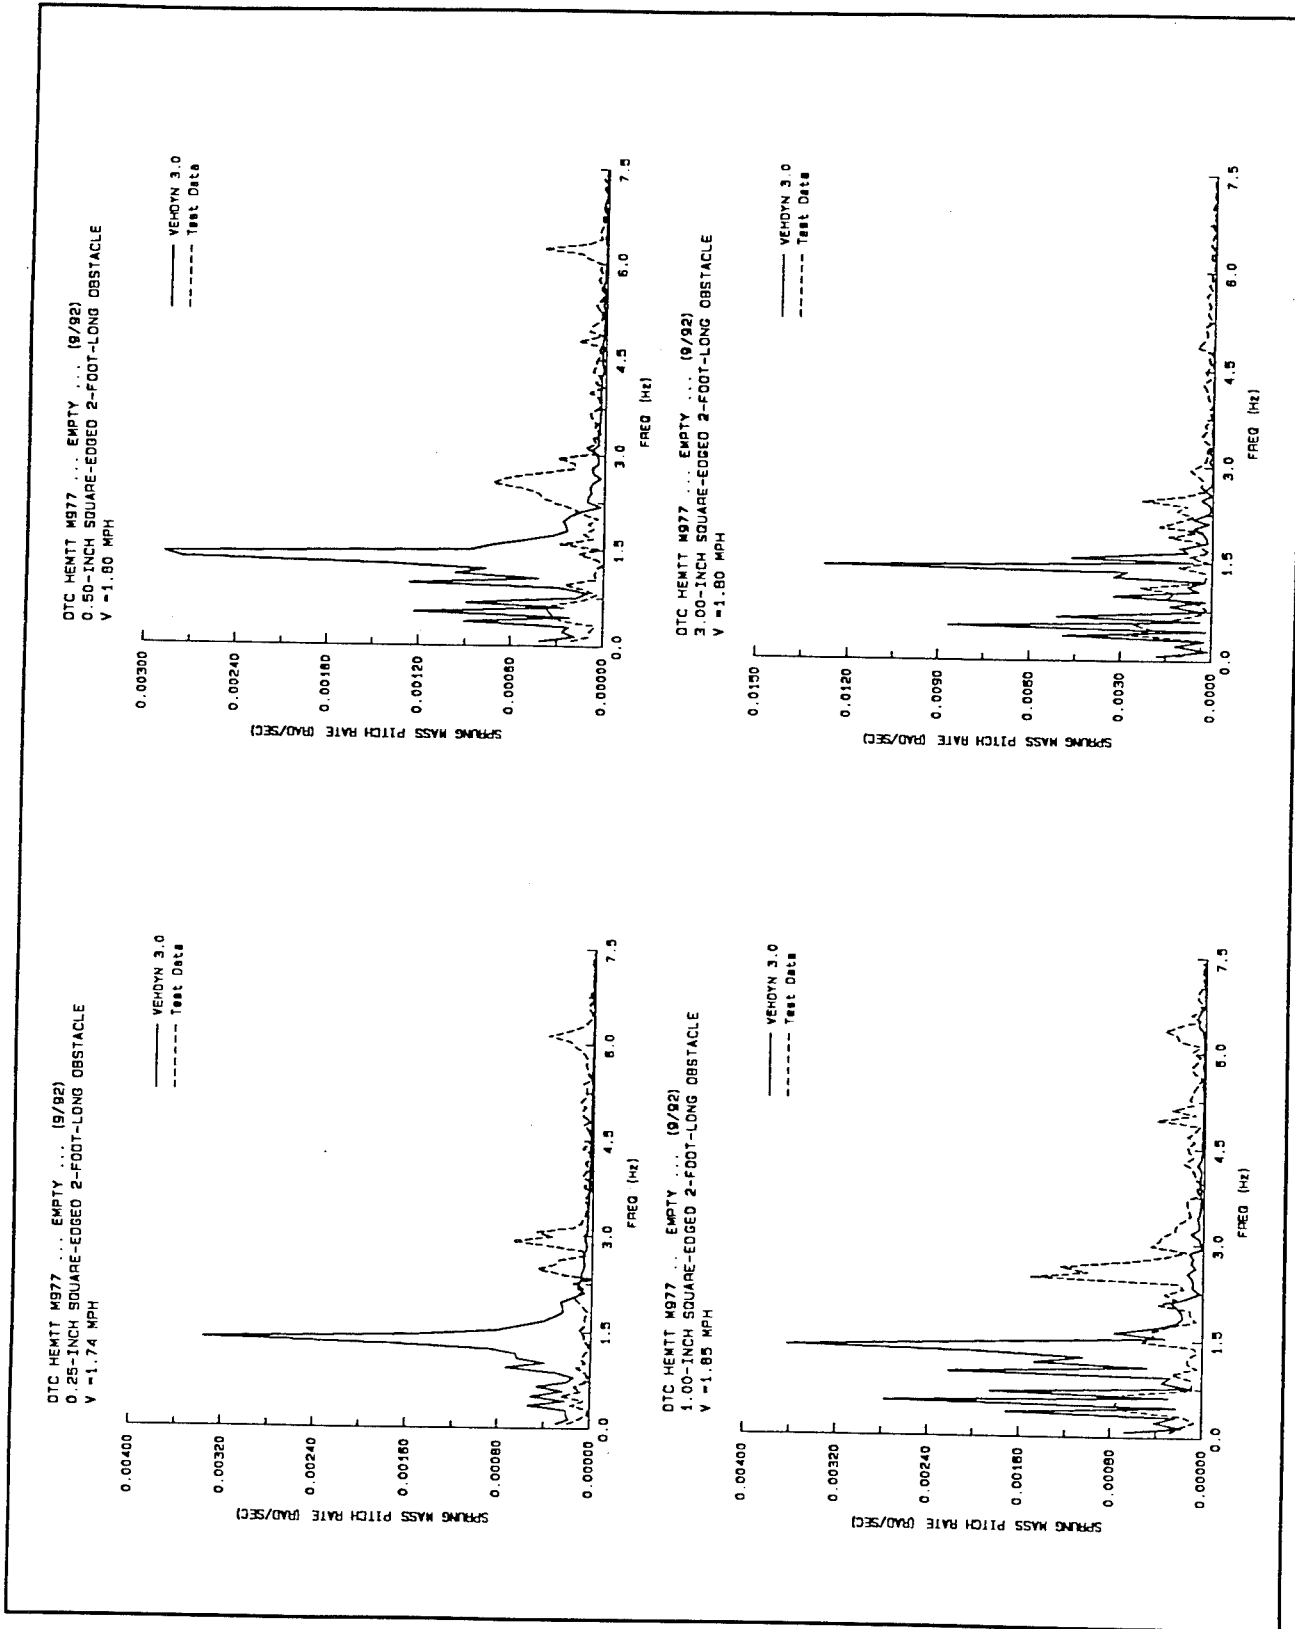 DTC HEMTT M977 ... EMPTY ... (9/92)
0.25-INCH SQUARE-EDGED 2-FOOT-LONG OBSTACLE
V =1.74 MPH
VEHDYN 3.0
Test Data
SPRUNG MASS PITCH RATE (RAD/SEC)
0.00400
0.00320
0.00240
0.00160
0.00080
0.00000
0.0 1.5 3.0 4.5 6.0 7.5
FREQ (Hz)
DTC HEMTT M977 ... EMPTY ... (9/92)
0.50-INCH SQUARE-EDGED 2-FOOT-LONG OBSTACLE
V =1.80 MPH
VEHDYN 3.0
Test Data
SPRUNG MASS PITCH RATE (RAD/SEC)
0.00300
0.00240
0.00180
0.00120
0.00060
0.00000
0.0 1.5 3.0 4.5 6.0 7.5
FREQ (Hz)
DTC HEMTT M977 .. EMPTY ... (9/92)
1.00-INCH SQUARE-EDGED 2-FOOT-LONG OBSTACLE
V =1.85 MPH
VEHDYN 3.0
Test Data
SPRUNG MASS PITCH RATE (RAD/SEC)
0.00400
0.00320
0.00240
0.00160
0.00080
0.00000
0.0 1.5 3.0 4.5 6.0 7.5
FREQ (Hz)
DTC HEMTT M977 ... EMPTY ... (9/92)
3.00-INCH SQUARE-EDGED 2-FOOT-LONG OBSTACLE
V =1.80 MPH
VEHDYN 3.0
Test Data
SPRUNG MASS PITCH RATE (RAD/SEC)
0.0150
0.0120
0.0090
0.0060
0.0030
0.0000
0.0 1.5 3.0 4.5 6.0 7.5
FREQ (Hz)